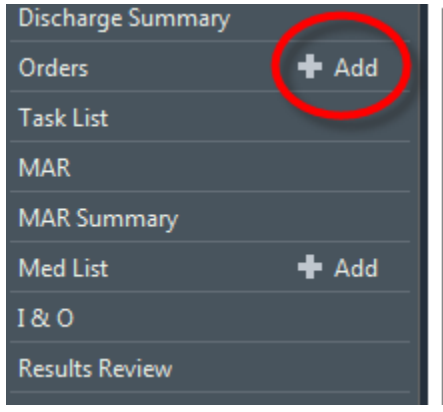 Discharge Summary
Orders + Add
Task List
MAR
MAR Summary
Med List + Add
I & O
Results Review